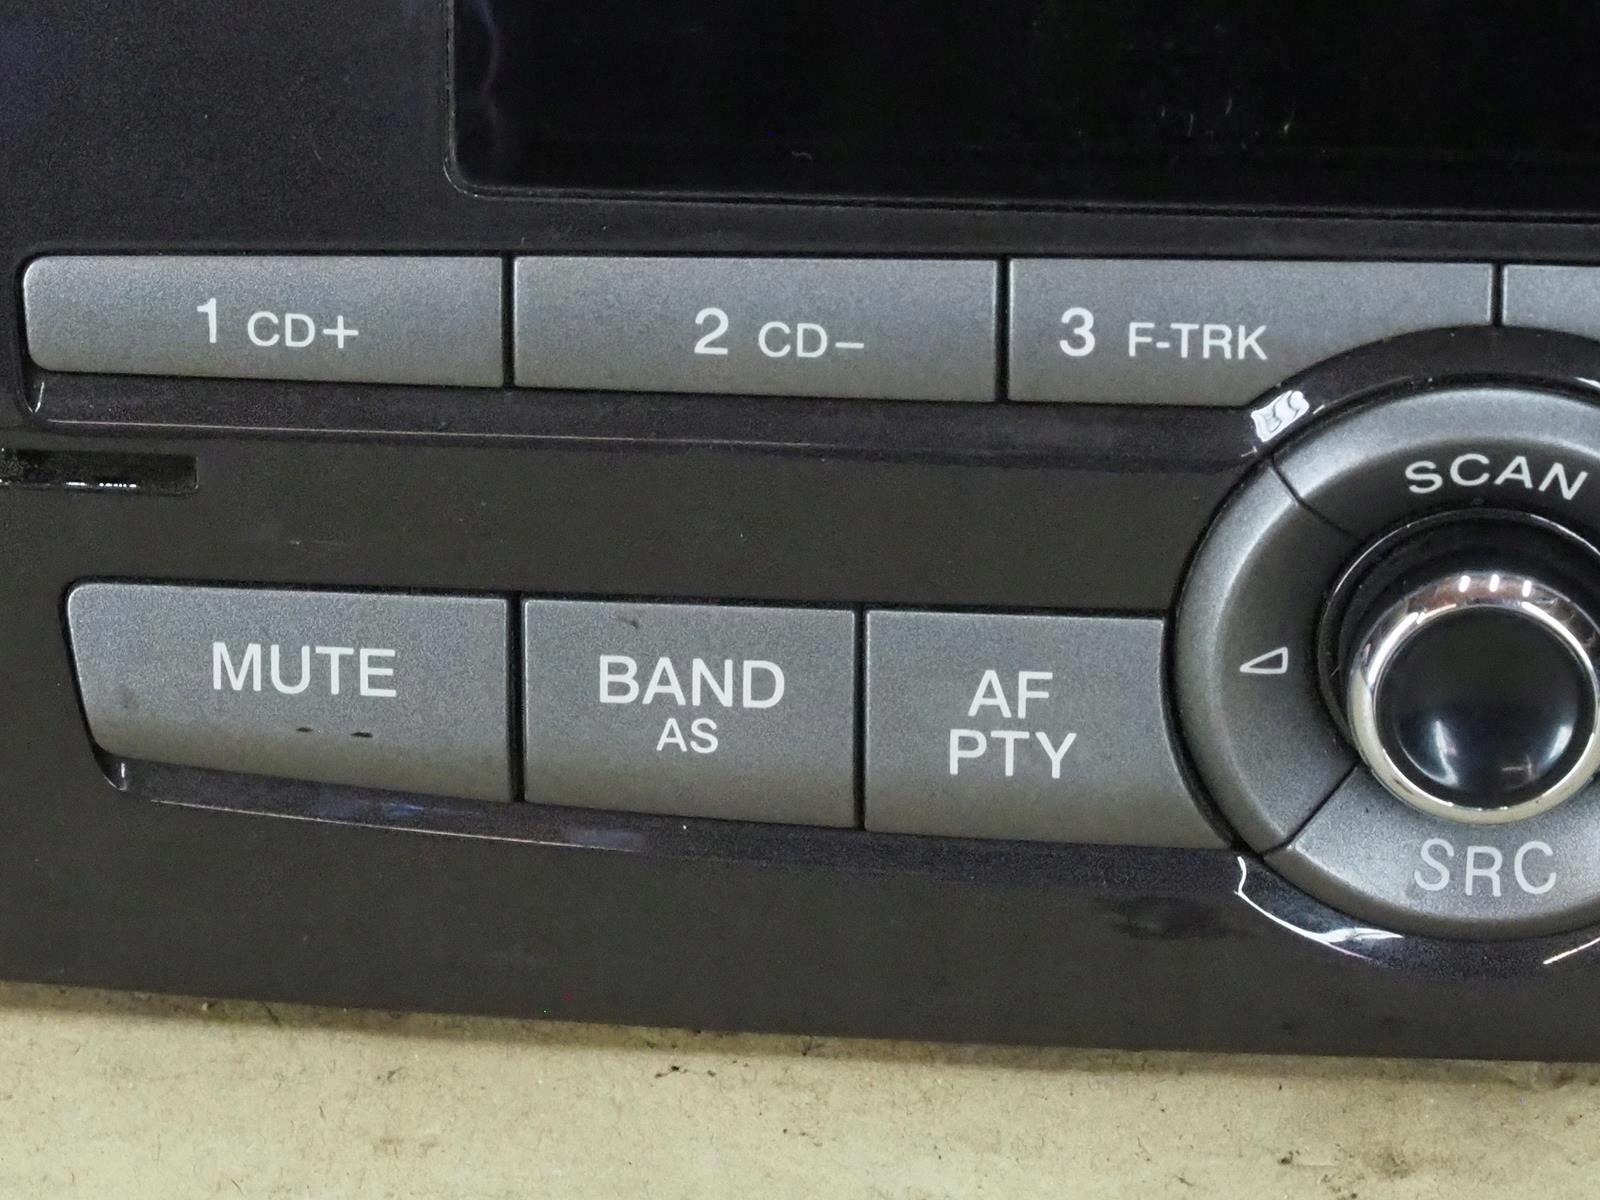 1 CD+
2 CD-
3 F-TRK
SCAN
MUTE
BAND
AS
AF
PTY
SRC